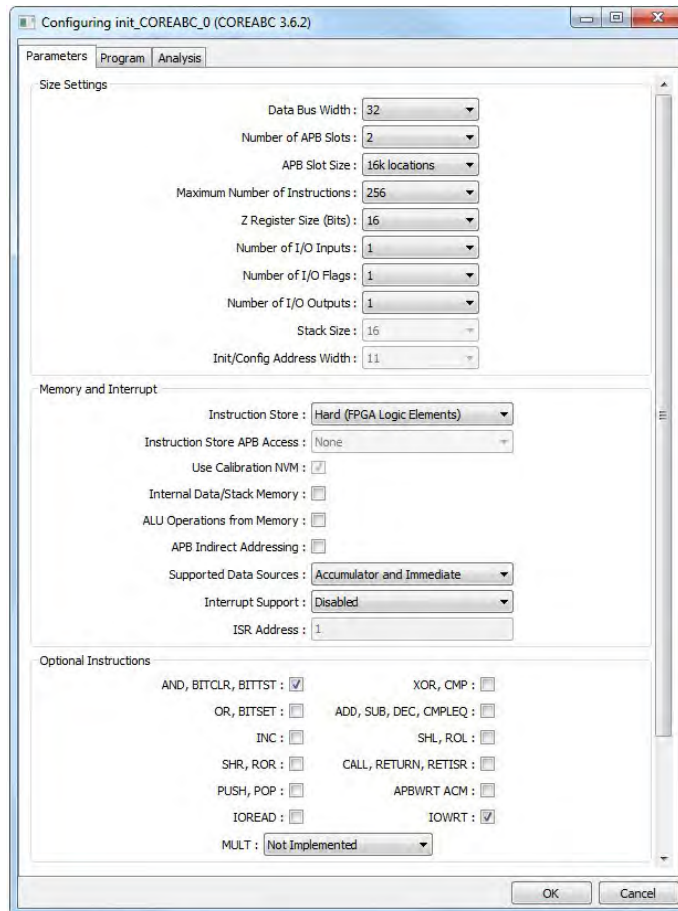 Configuring init_COREABC_0 (COREABC 3.6.2)
Parameters Program Analysis
Size Settings
Data Bus Width : 32
Number of APB Slots : 2
APB Slot Size : 16k locations
Maximum Number of Instructions : 256
Z Register Size (Bits) : 16
Number of I/O Inputs : 1
Number of I/O Flags : 1
Number of I/O Outputs : 1
Stack Size : 16
Init/Config Address Width : 11
Memory and Interrupt
Instruction Store : Hard (FPGA Logic Elements)
Instruction Store APB Access : None
Use Calibration NVM :
Internal Data/Stack Memory :
ALU Operations from Memory :
APB Indirect Addressing :
Supported Data Sources : Accumulator and Immediate
Interrupt Support : Disabled
ISR Address : 1
Optional Instructions
AND, BITCLR, BITTST : XOR, CMP :
OR, BITSET : ADD, SUB, DEC, CMPLEQ :
INC : SHL, ROL :
SHR, ROR : CALL, RETURN, RETISR :
PUSH, POP : APBWRT ACM :
IOREAD : IOWRT :
MULT : Not Implemented
OK Cancel